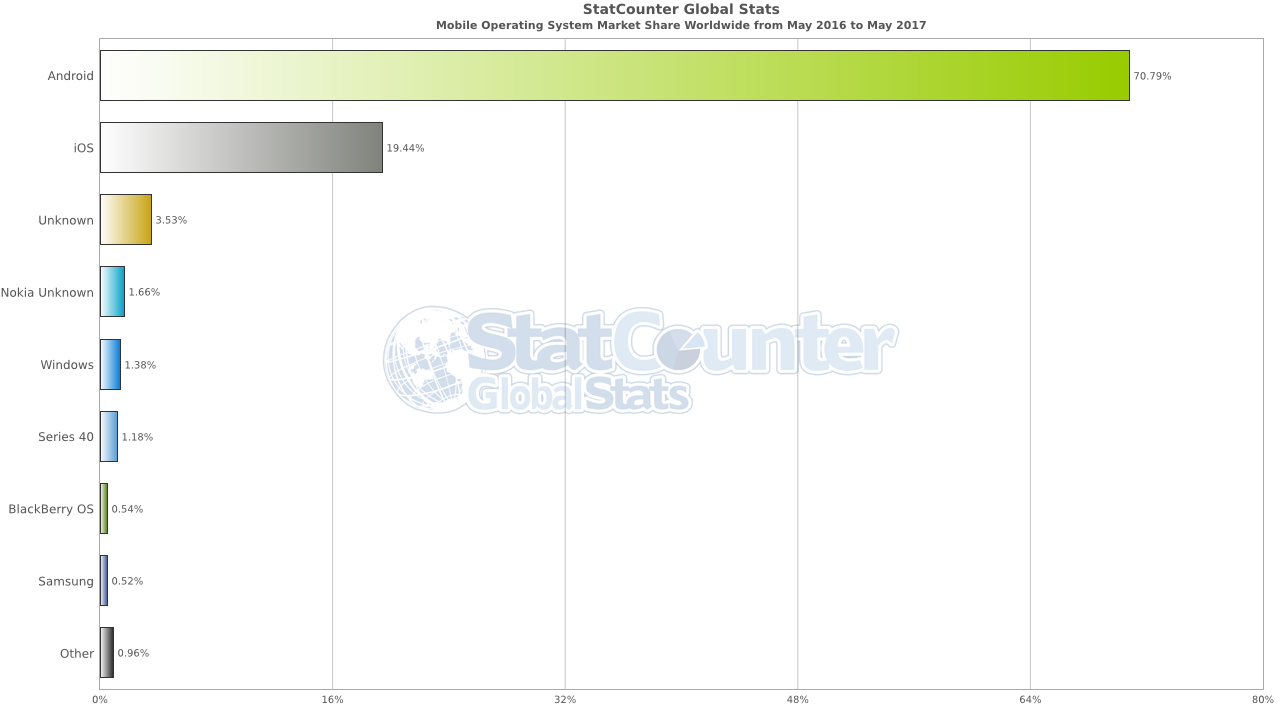 StatCounter Global Stats
Mobile Operating System Market Share Worldwide from May 2016 to May 2017
Android 70.79%
iOS 19.44%
Unknown 3.53%
Nokia Unknown 1.66%
StatCounter
GlobalStats
Windows 1.38%
Series 40 1.18%
BlackBerry OS 0.54%
Samsung 0.52%
Other 0.96%
0% 16% 32% 48% 64% 80%